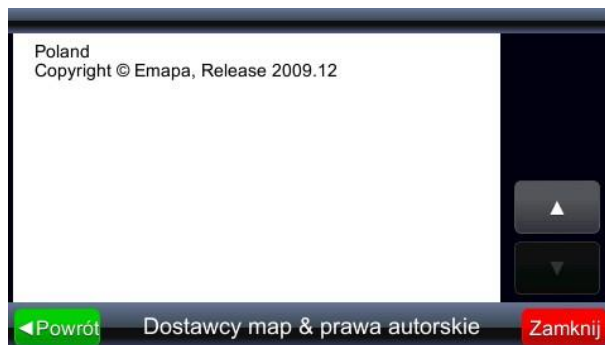 Poland
Copyright © Emapa, Release 2009.12
Powrót
Dostawcy map & prawa autorskie
Zamknij